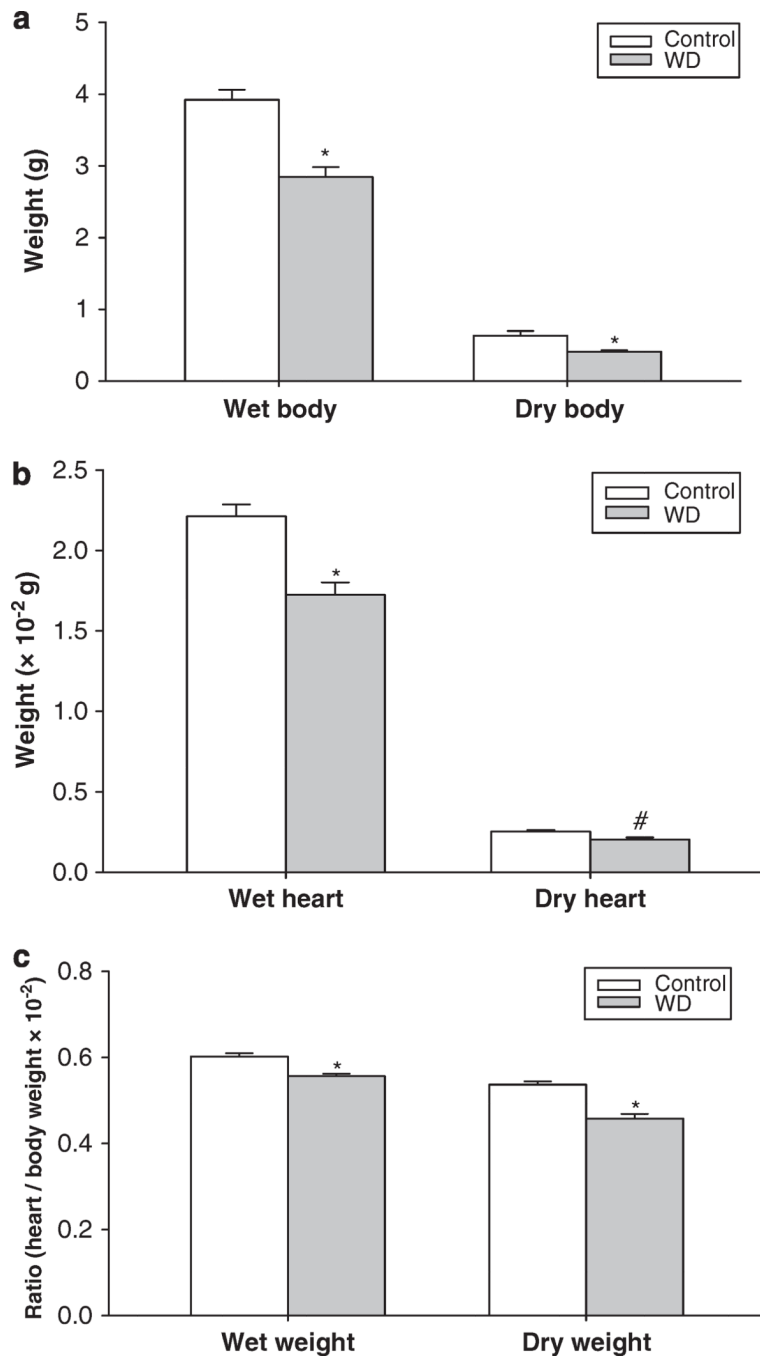 a
5
4
3
2
1
0
Weight (g)
Control
WD
*
*
Wet body Dry body
b
2.5
2.0
1.5
1.0
0.5
0.0
Weight (× 10⁻² g)
Control
WD
*
#
Wet heart Dry heart
c
0.8
0.6
0.4
0.2
0.0
Ratio (heart / body weight × 10⁻²)
Control
WD
*
*
Wet weight Dry weight